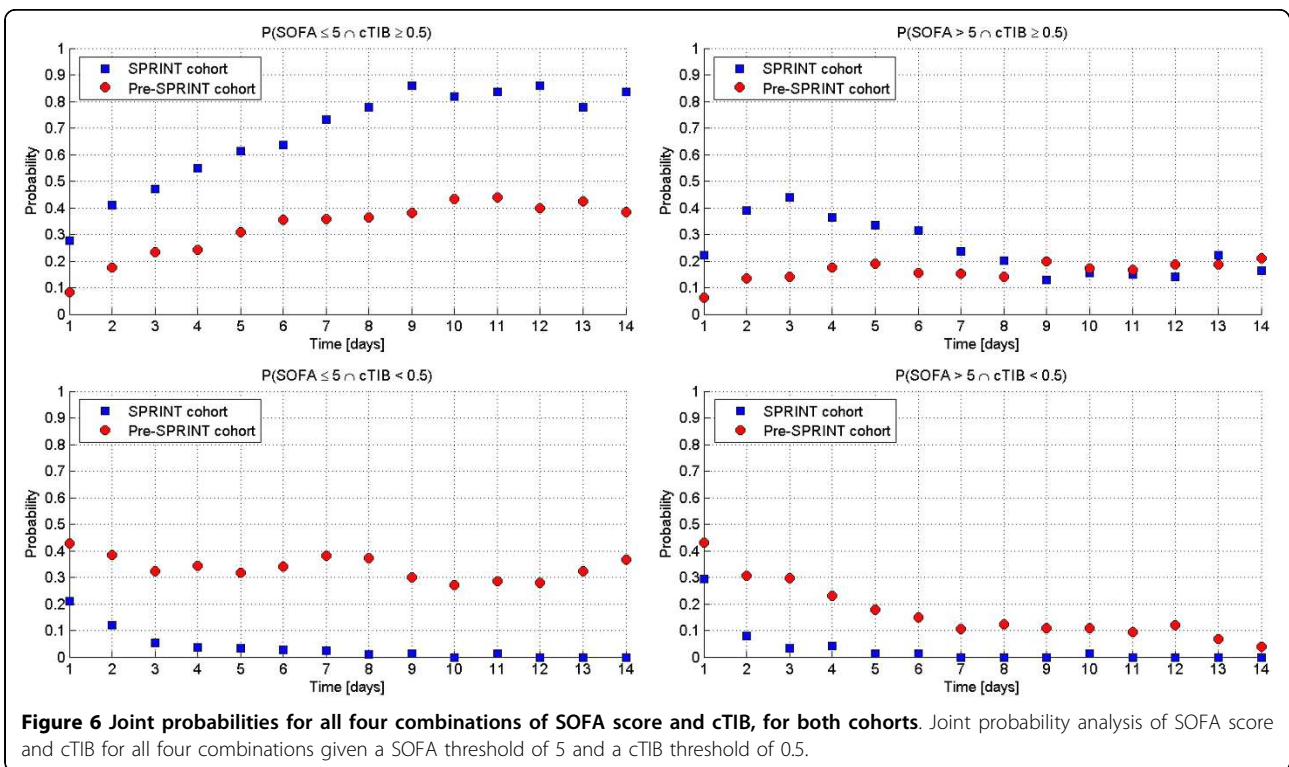 P(SOFA ≤ 5 ∩ cTIB ≥ 0.5)
1
0.9
0.8
0.7
0.6
0.5
0.4
0.3
0.2
0.1
0
Probability
SPRINT cohort
Pre-SPRINT cohort
1 2 3 4 5 6 7 8 9 10 11 12 13 14
Time [days]
P(SOFA > 5 ∩ cTIB ≥ 0.5)
1
0.9
0.8
0.7
0.6
0.5
0.4
0.3
0.2
0.1
0
Probability
SPRINT cohort
Pre-SPRINT cohort
1 2 3 4 5 6 7 8 9 10 11 12 13 14
Time [days]
P(SOFA ≤ 5 ∩ cTIB < 0.5)
1
0.9
0.8
0.7
0.6
0.5
0.4
0.3
0.2
0.1
0
Probability
SPRINT cohort
Pre-SPRINT cohort
1 2 3 4 5 6 7 8 9 10 11 12 13 14
Time [days]
P(SOFA > 5 ∩ cTIB < 0.5)
1
0.9
0.8
0.7
0.6
0.5
0.4
0.3
0.2
0.1
0
Probability
SPRINT cohort
Pre-SPRINT cohort
1 2 3 4 5 6 7 8 9 10 11 12 13 14
Time [days]
Figure 6 Joint probabilities for all four combinations of SOFA score and cTIB, for both cohorts. Joint probability analysis of SOFA score
and cTIB for all four combinations given a SOFA threshold of 5 and a cTIB threshold of 0.5.